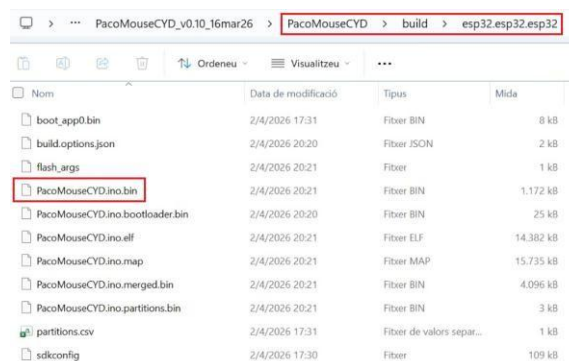 PacoMouseCYD_v0.10_16mar26 > PacoMouseCYD > build > esp32.esp32.esp32
Ordeneu Visualitzeu
Nom Data de modificació Tipus Mida
boot_app0.bin 2/4/2026 17:31 Fitxer BIN 8 kB
build.options.json 2/4/2026 20:20 Fitxer JSON 2 kB
flash_args 2/4/2026 20:21 Fitxer 1 kB
PacoMouseCYD.ino.bin 2/4/2026 20:21 Fitxer BIN 1.172 kB
PacoMouseCYD.ino.bootloader.bin 2/4/2026 20:20 Fitxer BIN 25 kB
PacoMouseCYD.ino.elf 2/4/2026 20:21 Fitxer ELF 14.382 kB
PacoMouseCYD.ino.map 2/4/2026 20:21 Fitxer MAP 15.735 kB
PacoMouseCYD.ino.merged.bin 2/4/2026 20:21 Fitxer BIN 4.096 kB
PacoMouseCYD.ino.partitions.bin 2/4/2026 20:21 Fitxer BIN 3 kB
partitions.csv 2/4/2026 17:31 Fitxer de valors separ... 1 kB
sdkconfig 2/4/2026 17:30 Fitxer 109 kB